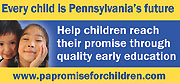 Every child is Pennsylvania's future
Help children reach
their promise through
quality early education
www.papromiseforchildren.com